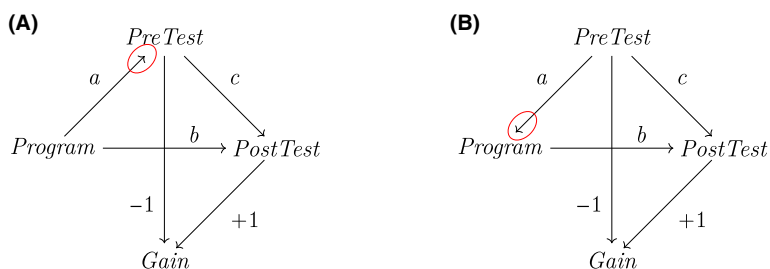 (A)
PreTest
a
c
Program
b
PostTest
−1
+1
Gain
(B)
PreTest
a
c
Program
b
PostTest
−1
+1
Gain